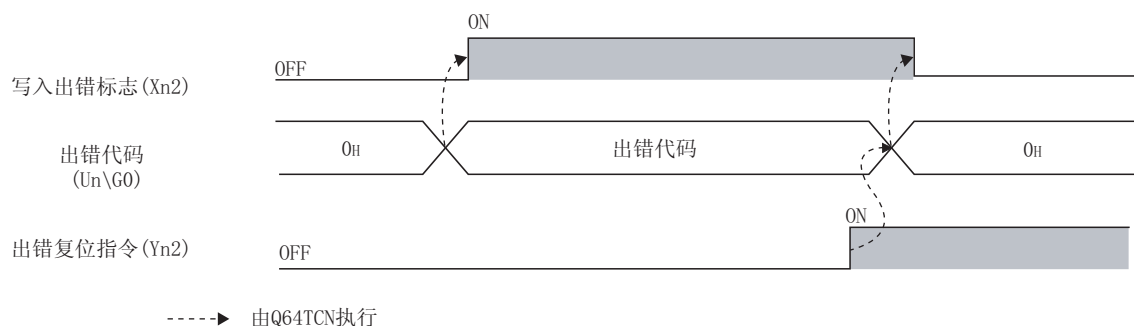 ON
OFF
写入出错标志(Xn2)
0H
出错代码
0H
出错代码
(Un\G0)
ON
出错复位指令(Yn2)
OFF
由Q64TCN执行